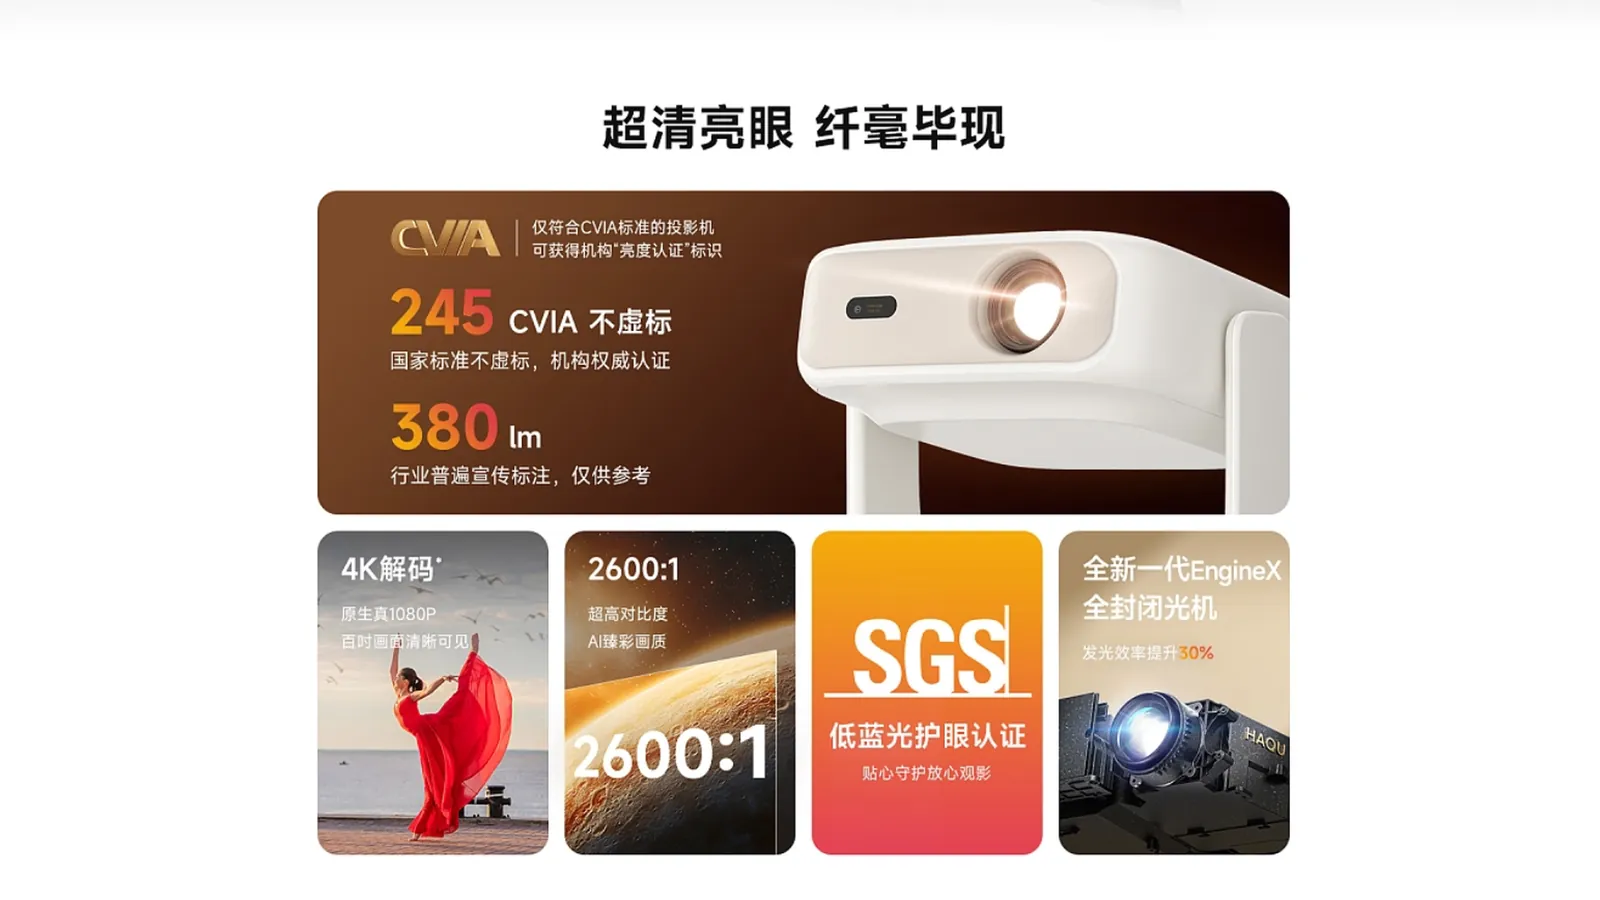 超清亮眼 纤毫毕现
CVIA
仅符合CVIA标准的投影机
可获得机构“亮度认证”标识
245 CVIA 不虚标
国家标准不虚标，机构权威认证
380 lm
行业普遍宣传标注，仅供参考
4K解码*
原生真1080P
百吋画面清晰可见
2600:1
超高对比度
AI臻彩画质
2600:1
SGS
低蓝光护眼认证
贴心守护放心观影
全新一代EngineX
全封闭光机
发光效率提升30%
HAQU